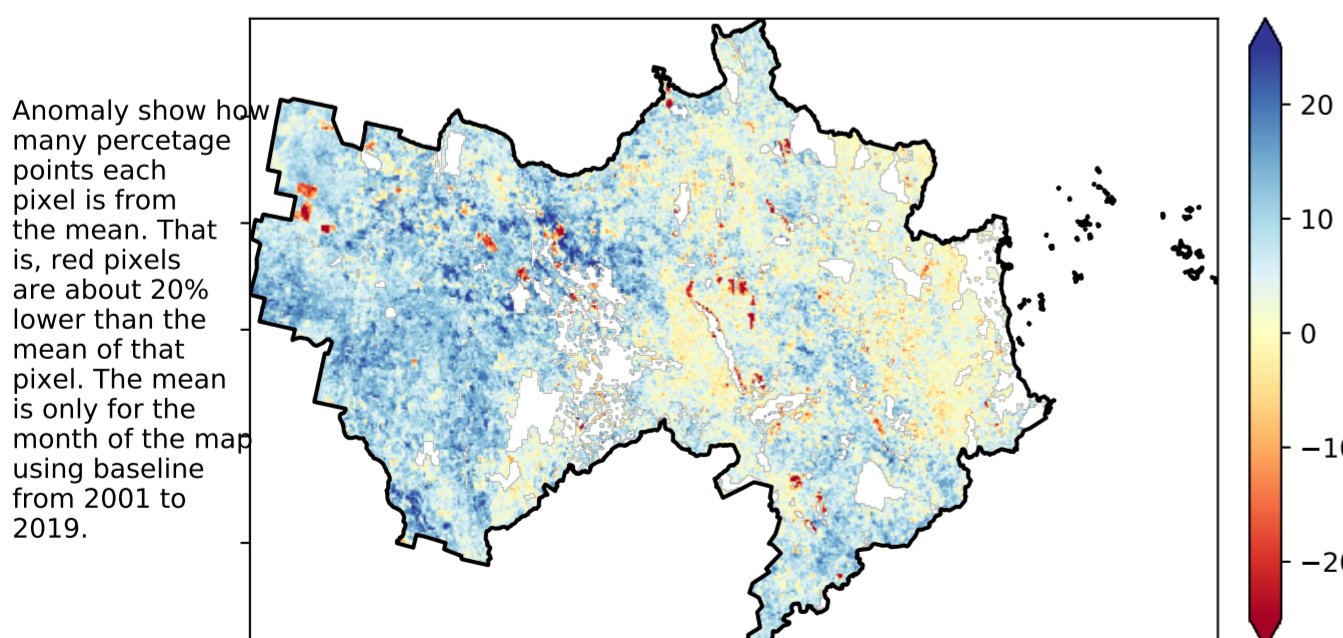 Anomaly show how
many percetage
points each
pixel is from
the mean. That
is, red pixels
are about 20%
lower than the
mean of that
pixel. The mean
is only for the
month of the map
using baseline
from 2001 to
2019.
20
10
0
−10
−20